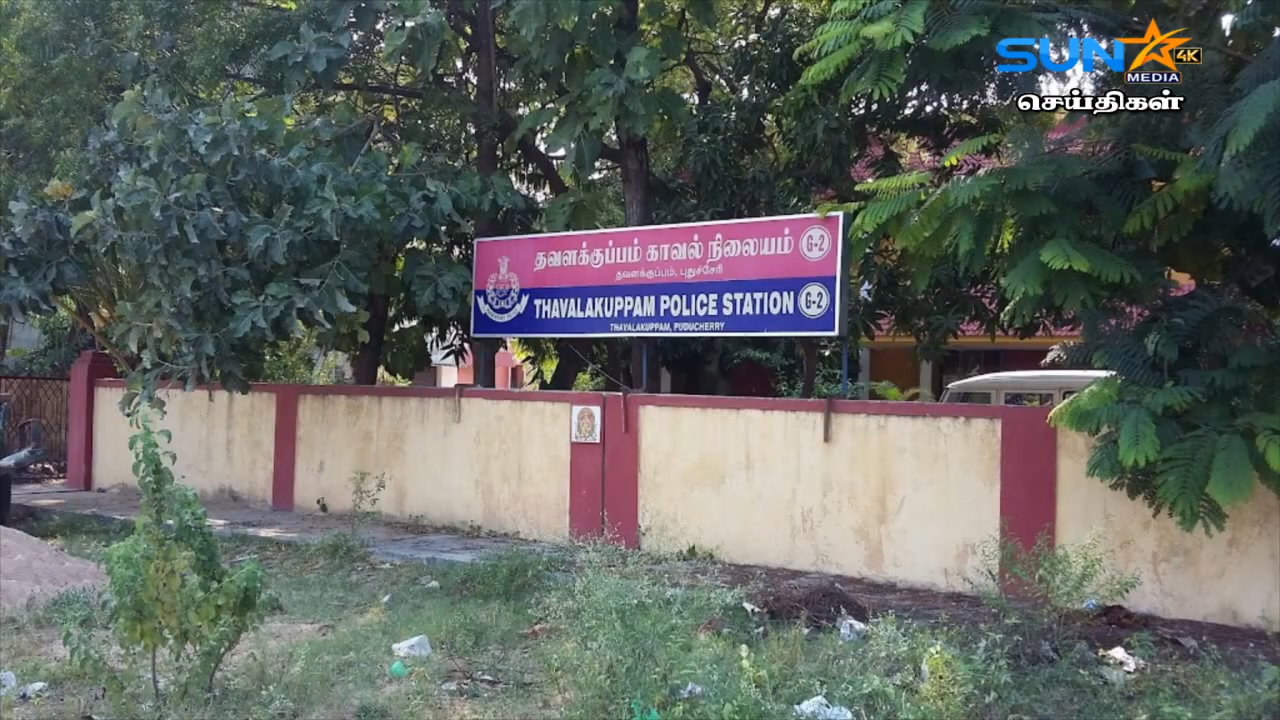 SUN 4K
MEDIA
செய்திகள்
தவளக்குப்பம் காவல் நிலையம் G-2
தவளக்குப்பம், புதுச்சேரி
THAVALAKUPPAM POLICE STATION G-2
THAVALAKUPPAM, PUDUCHERRY